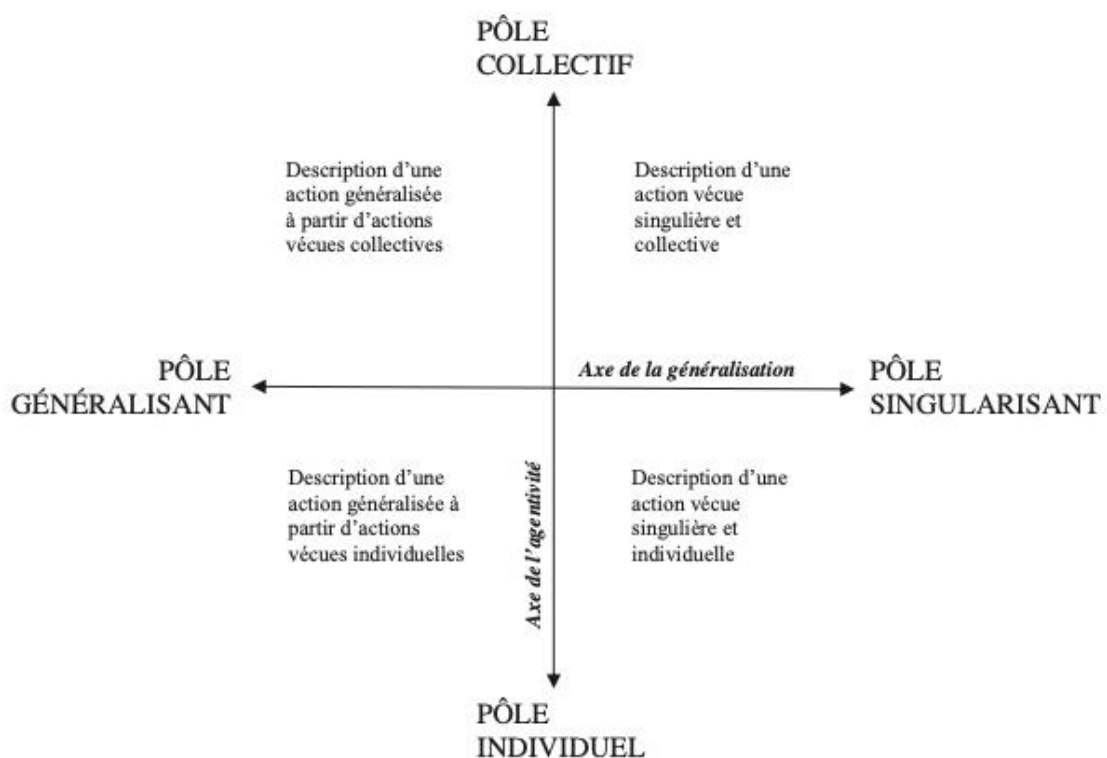 PÔLE
COLLECTIF
Description d’une
action généralisée
à partir d’actions
vécues collectives
Description d’une
action vécue
singulière et
collective
PÔLE
GÉNÉRALISANT
Axe de la généralisation
PÔLE
SINGULARISANT
Description d’une
action généralisée à
partir d’actions
vécues individuelles
Axe de l’agentivité
Description d’une
action vécue
singulière et
individuelle
PÔLE
INDIVIDUEL